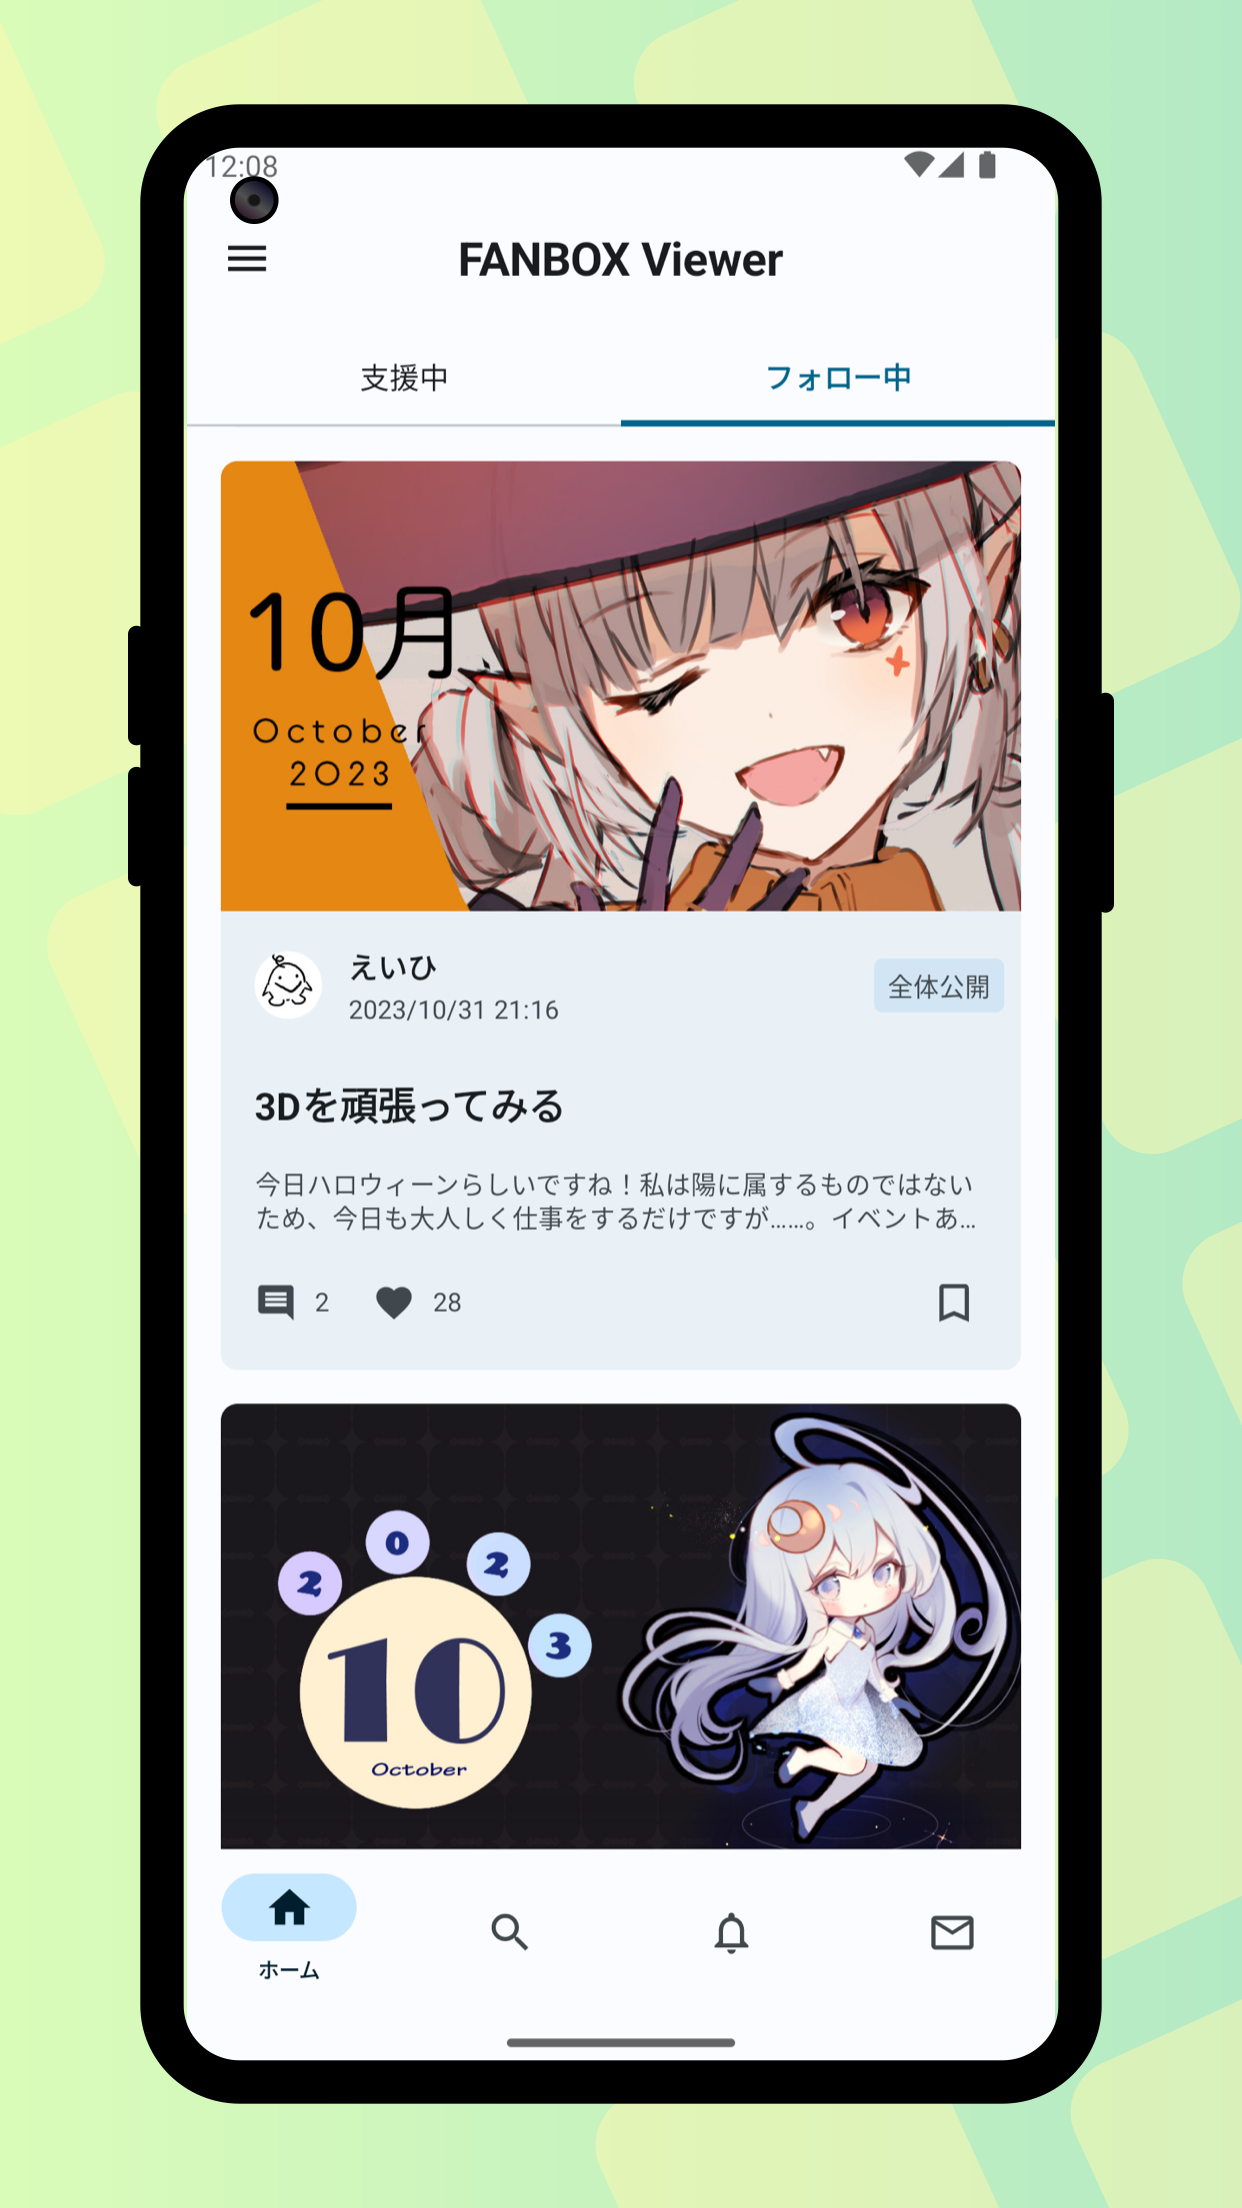 12:08
FANBOX Viewer
支援中
フォロー中
10月
October
2023
えいひ
2023/10/31 21:16
全体公開
3Dを頑張ってみる
今日ハロウィーンらしいですね！私は陽に属するものではない
ため、今日も大人しく仕事をするだけですが……。イベントあ…
2
28
2
0
2
3
10
October
ホーム